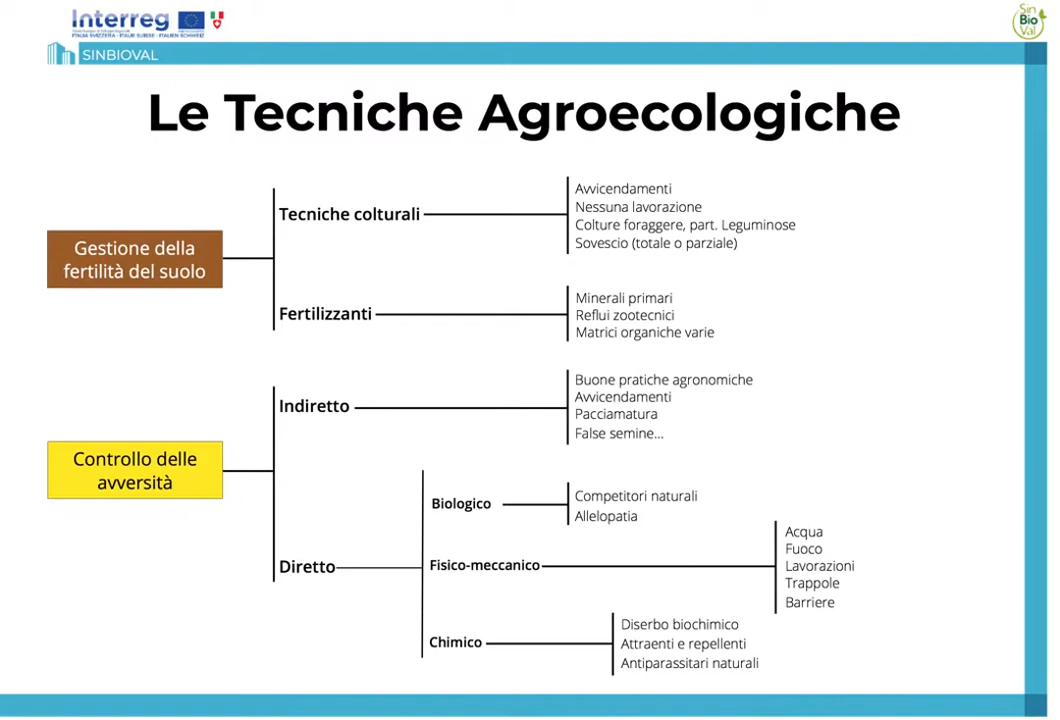 Interreg
ITALIA SVIZZERA - ITALIE SUISSE - ITALIEN SCHWEIZ
Sin
Bio
Val
SINBIOVAL
Le Tecniche Agroecologiche
Gestione della
fertilità del suolo
Tecniche colturali
Avvicendamenti
Nessuna lavorazione
Colture foraggere, part. Leguminose
Sovescio (totale o parziale)
Fertilizzanti
Minerali primari
Reflui zootecnici
Matrici organiche varie
Controllo delle
avversità
Indiretto
Buone pratiche agronomiche
Avvicendamenti
Pacciamatura
False semine...
Diretto
Biologico
Competitori naturali
Allelopatia
Fisico-meccanico
Acqua
Fuoco
Lavorazioni
Trappole
Barriere
Chimico
Diserbo biochimico
Attraenti e repellenti
Antiparassitari naturali